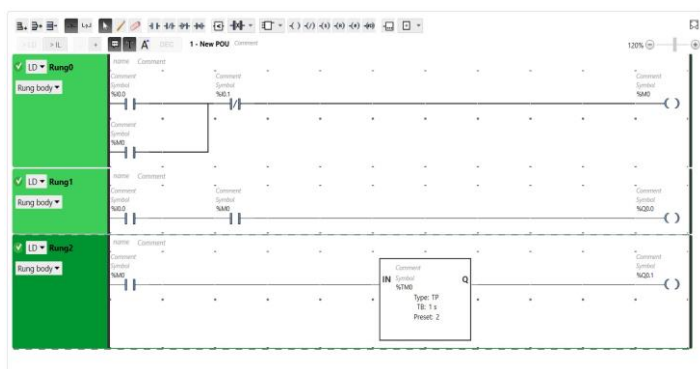 > LD > IL + T A DEC 1 - New POU Comment 120%
LD Rung0 name Comment
Rung body
Comment Comment Comment
Symbol Symbol Symbol
%I0.0 %I0.1 %M0
Comment
Symbol
%M0
LD Rung1 name Comment
Rung body
Comment Comment Comment
Symbol Symbol Symbol
%I0.0 %M0 %Q0.0
LD Rung2 name Comment
Rung body
Comment Comment Comment
Symbol IN Symbol Q Symbol
%M0 %TM0 %Q0.1
Type: TP
TB: 1 s
Preset: 2